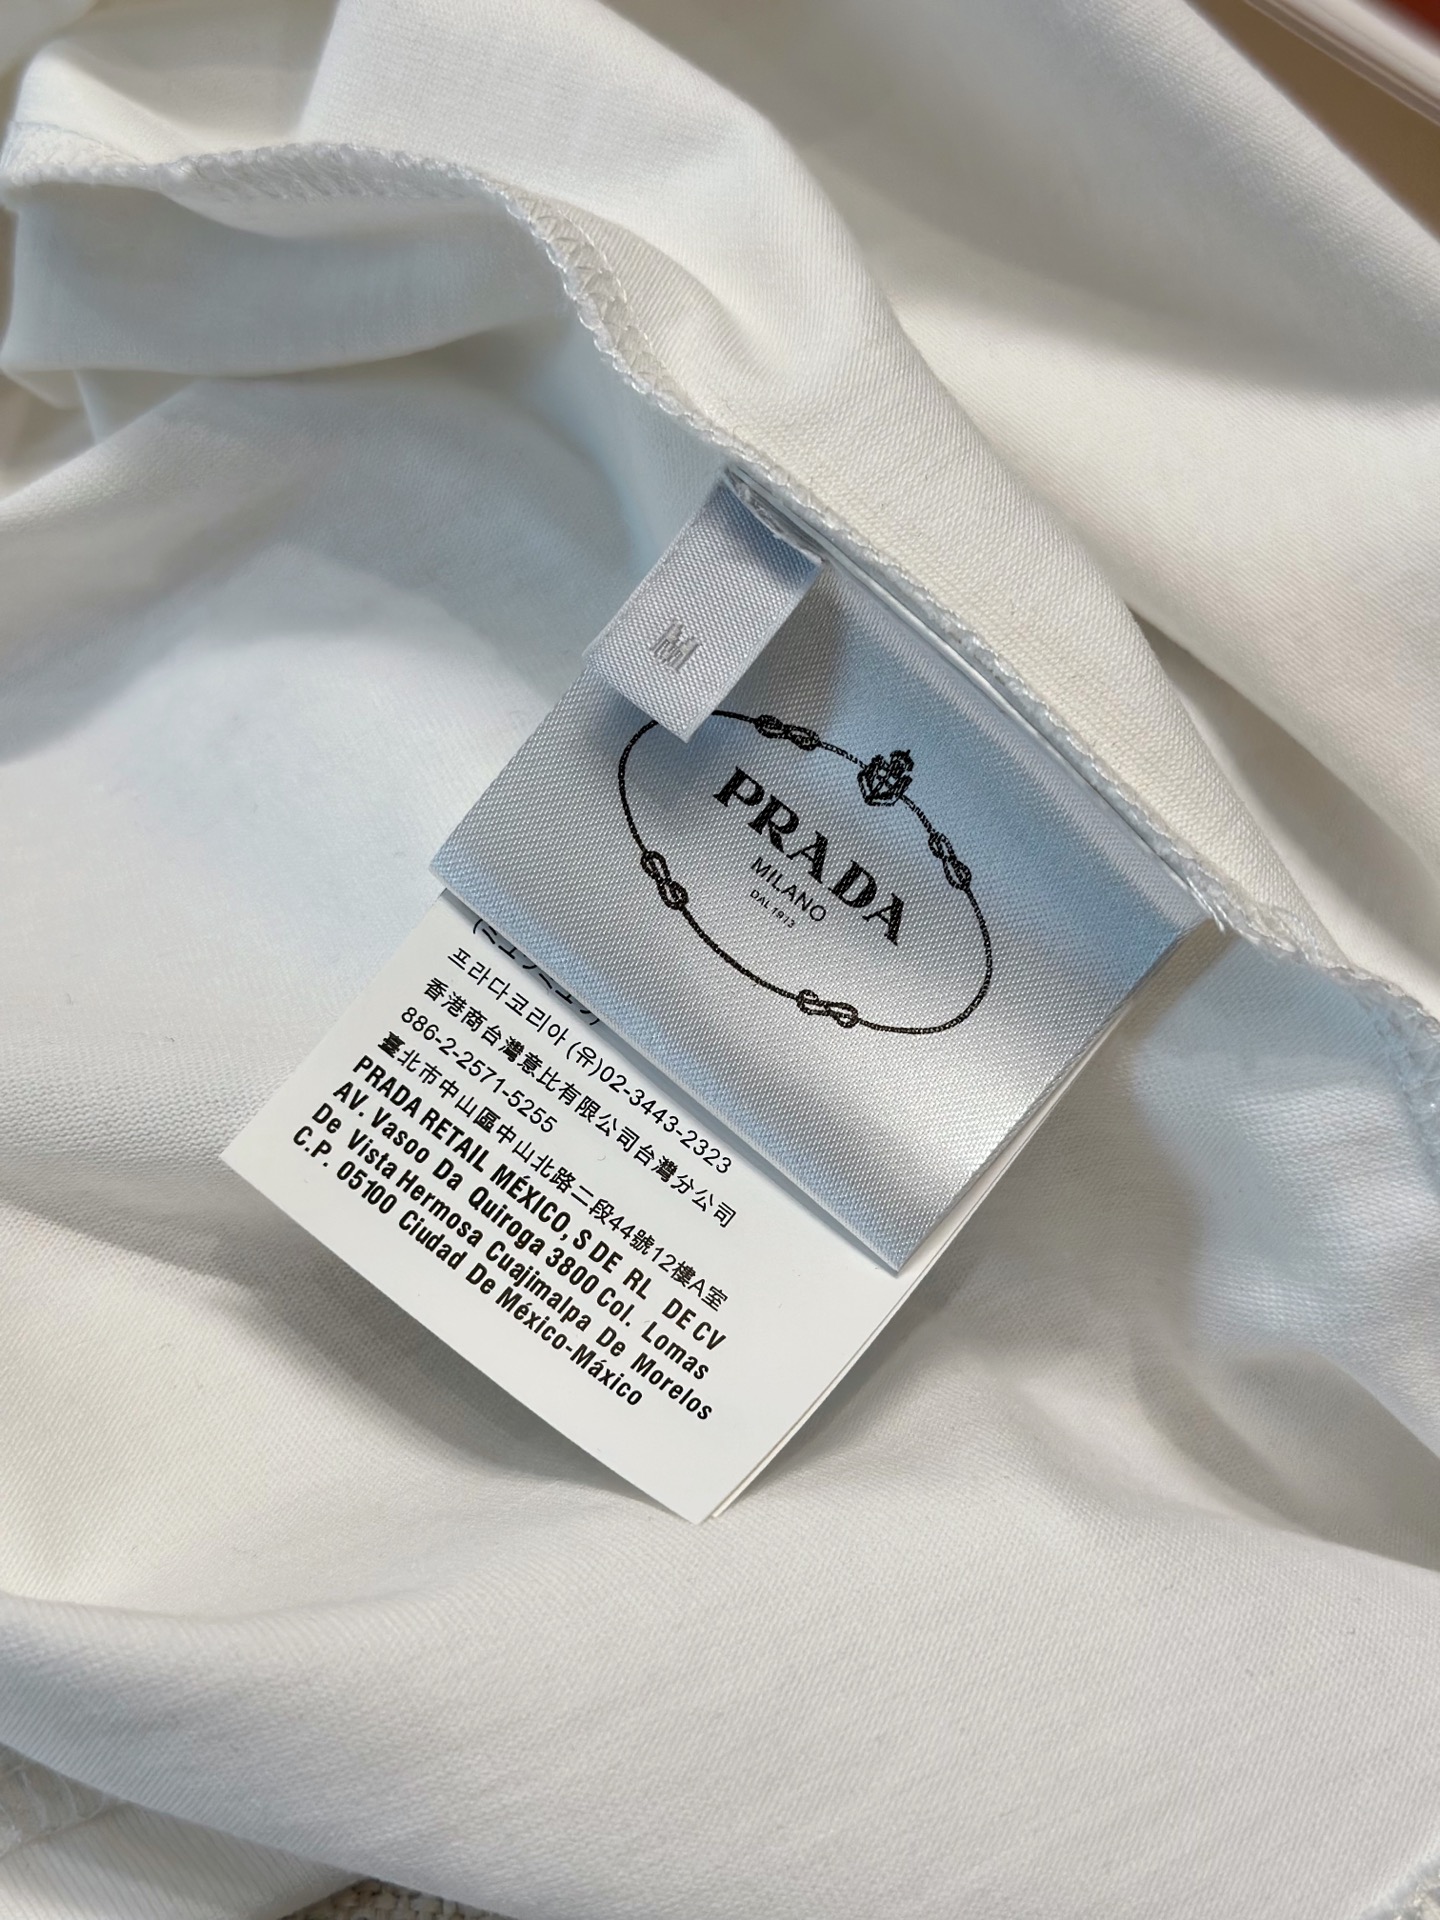 M
PRADA
MILANO
DAL 1913
프라다코리아 (유)02-3443-2323
香港商台灣意比有限公司台灣分公司
886-2-2571-5255
臺北市中山區中山北路二段44號12樓A室
PRADA RETAIL MÉXICO, S DE RL DE CV
AV. Vasoo Da Quiroga 3800 Col. Lomas
De Vista Hermosa Cuajimalpa De Morelos
C.P. 05100 Ciudad De México-Máxico